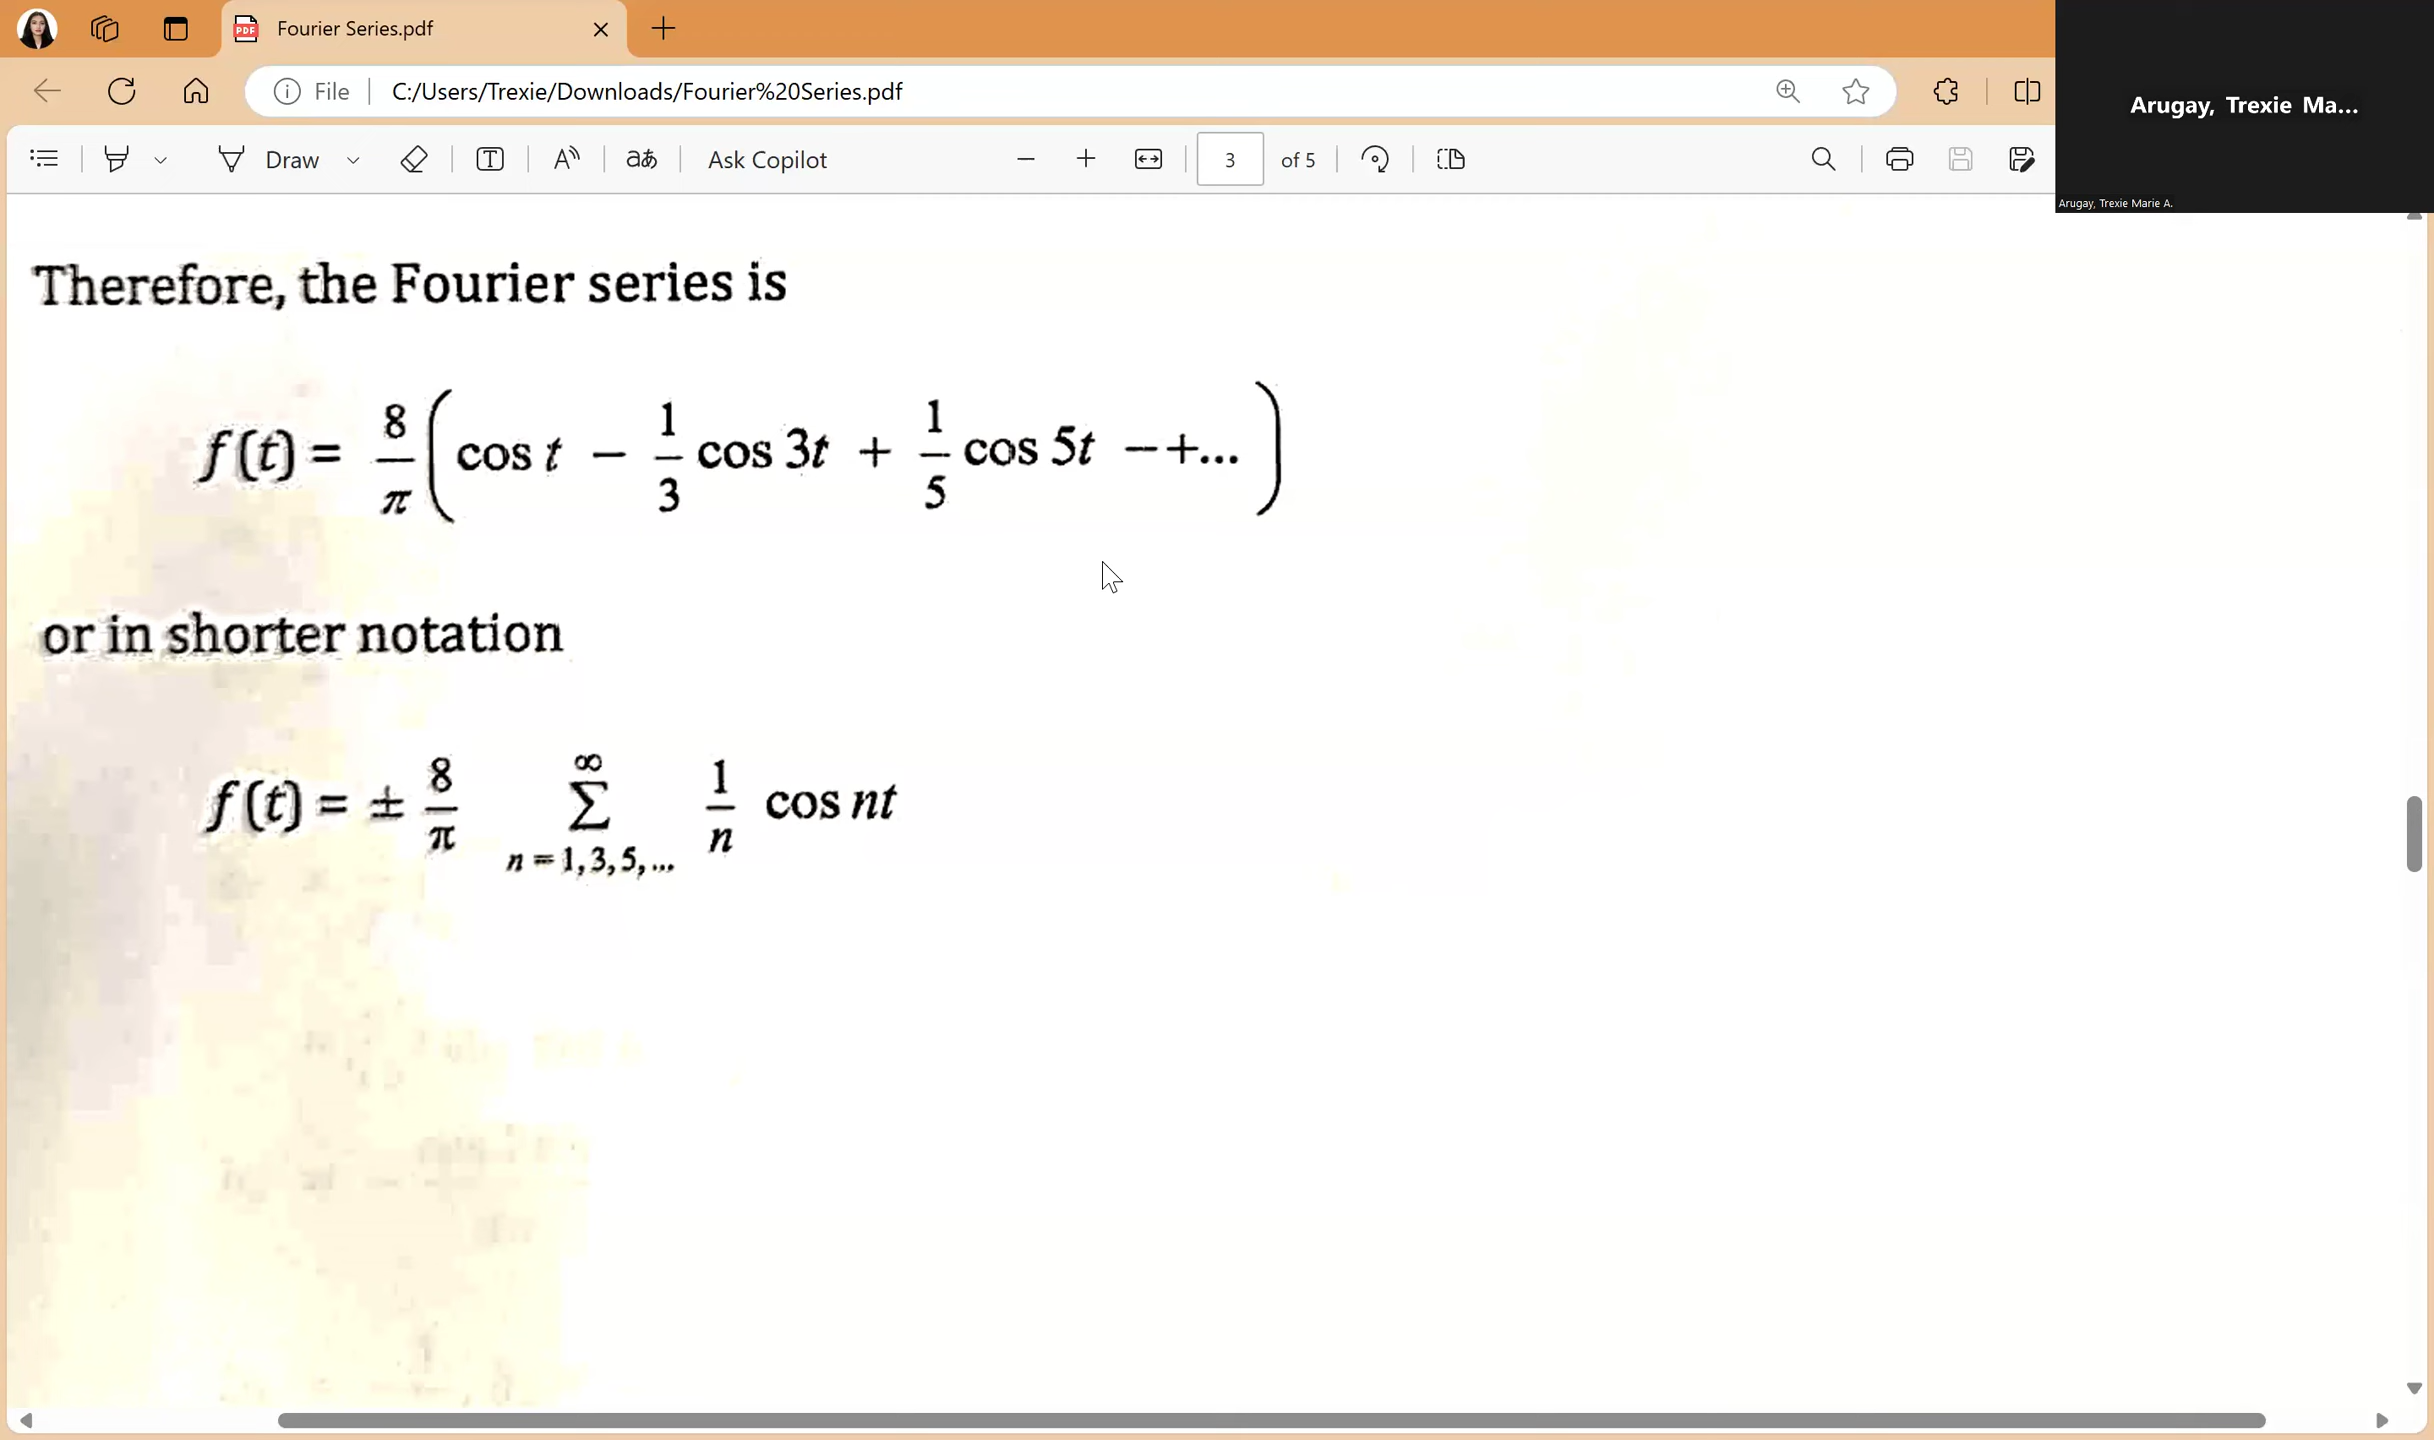 Fourier Series.pdf
File
C:/Users/Trexie/Downloads/Fourier%20Series.pdf
Arugay, Trexie Ma...
Draw
Ask Copilot
3 of 5
Arugay, Trexie Marie A.
Therefore, the Fourier series is
f(t) = 8/π ( cos t − 1/3 cos 3t + 1/5 cos 5t −+... )
or in shorter notation
f(t) = ± 8/π ∞∑n = 1,3,5,... 1/n cos nt